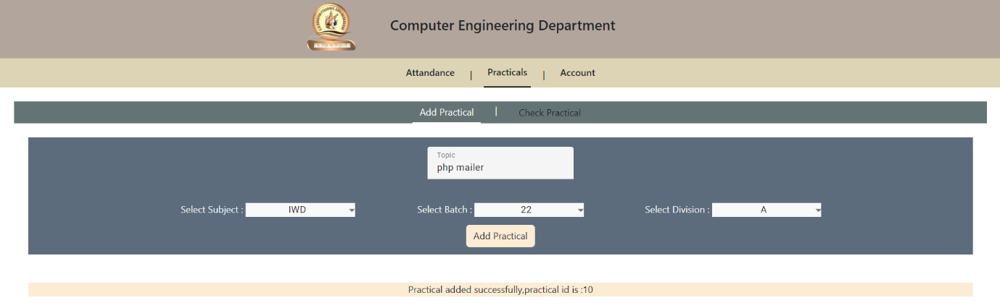 Computer Engineering Department
Attandance | Practicals | Account
Add Practical | Check Practical
Topic
php mailer
Select Subject : IWD Select Batch : 22 Select Division : A
Add Practical
Practical added successfully,practical id is :10